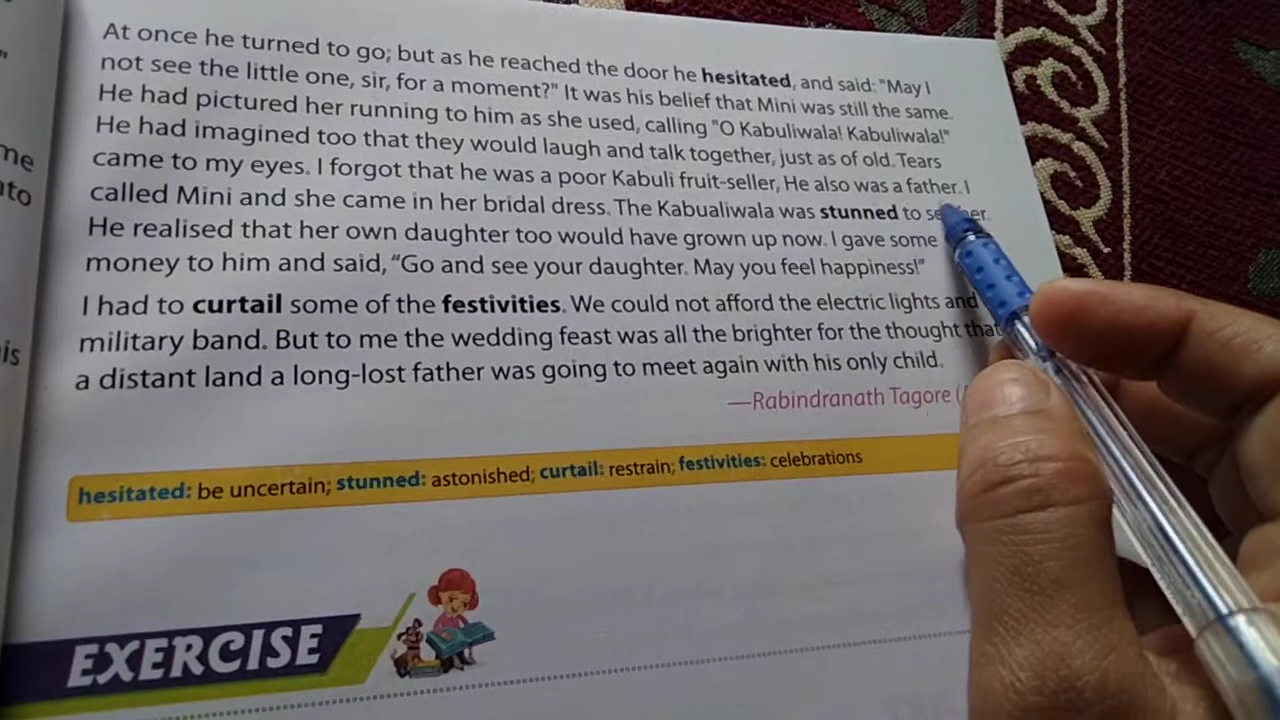 At once he turned to go; but as he reached the door he hesitated, and said: "May I
not see the little one, sir, for a moment?" It was his belief that Mini was still the same.
He had pictured her running to him as she used, calling "O Kabuliwala! Kabuliwala!"
He had imagined too that they would laugh and talk together, just as of old. Tears
came to my eyes. I forgot that he was a poor Kabuli fruit-seller, He also was a father. I
called Mini and she came in her bridal dress. The Kabualiwala was stunned to see her.
He realised that her own daughter too would have grown up now. I gave some
money to him and said, “Go and see your daughter. May you feel happiness!”
I had to curtail some of the festivities. We could not afford the electric lights and
military band. But to me the wedding feast was all the brighter for the thought that
a distant land a long-lost father was going to meet again with his only child.
—Rabindranath Tagore (
hesitated: be uncertain; stunned: astonished; curtail: restrain; festivities: celebrations
EXERCISE